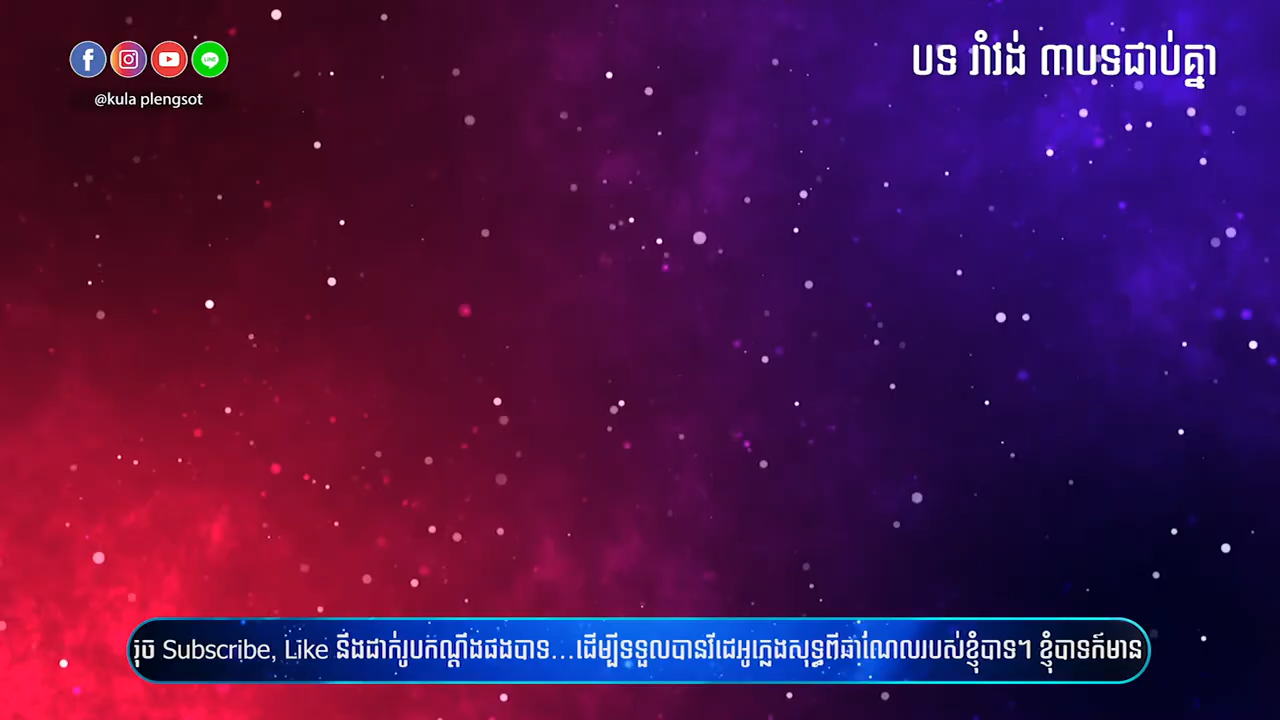 បទ រាំវង់ ៣បទជាប់គ្នា
@kula plengsot
រុច Subscribe, Like នឹងដាក់រូបកណ្ដឹងផងបាទ...ដើម្បីទទួលបានវីដេអូភ្លេងសុទ្ធពីឆាណែលរបស់ខ្ញុំបាទ។ ខ្ញុំបាទក៍មាន